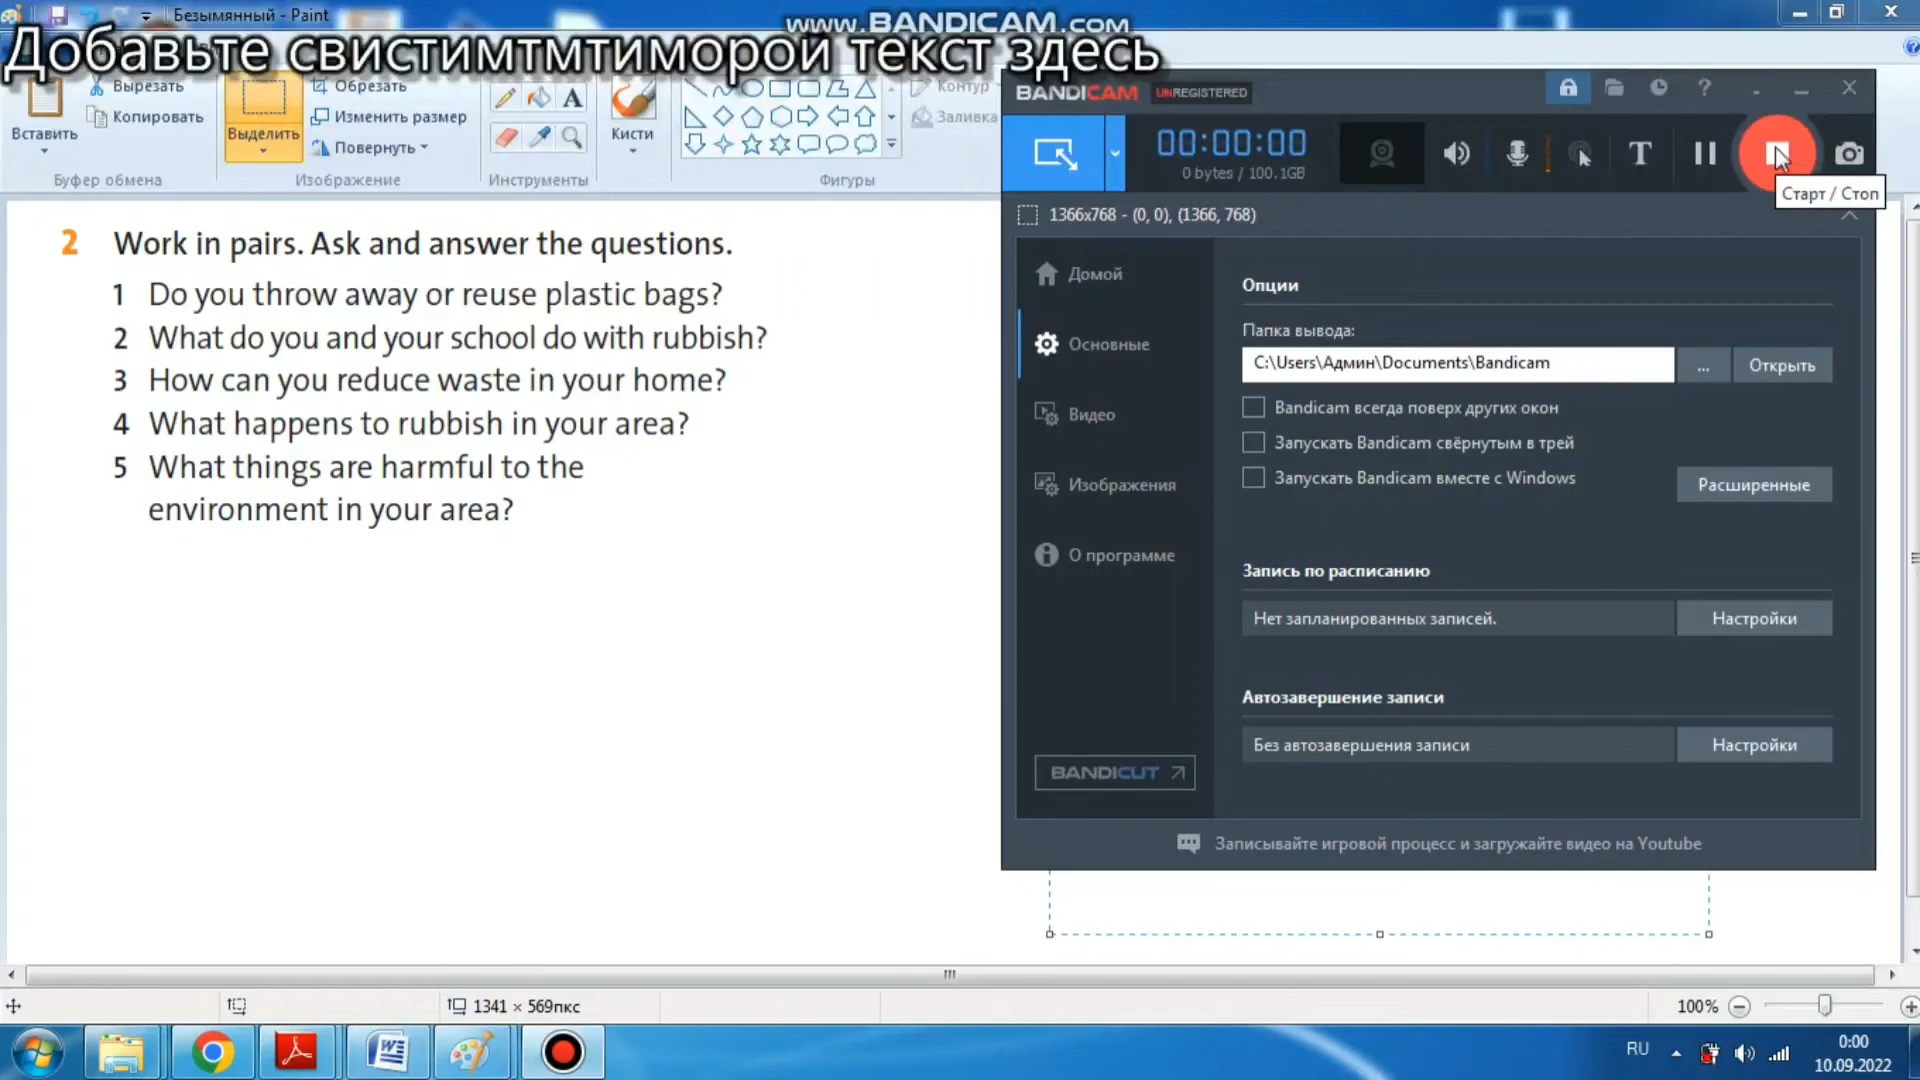 Безымянный - Paint
www.BANDICAM.com
Добавьте свистимтмтиморой текст здесь
Вставить
Вырезать
Копировать
Буфер обмена
Выделить
Обрезать
Изменить размер
Повернуть
Изображение
Инструменты
Кисти
Фигуры
Контур
Заливка
2 Work in pairs. Ask and answer the questions.
1 Do you throw away or reuse plastic bags?
2 What do you and your school do with rubbish?
3 How can you reduce waste in your home?
4 What happens to rubbish in your area?
5 What things are harmful to the
environment in your area?
BANDICAM UNREGISTERED
00:00:00
0 bytes / 100.1GB
Старт / Стоп
1366x768 - (0, 0), (1366, 768)
Домой
Основные
Видео
Изображения
О программе
BANDICUT
Опции
Папка вывода:
C:\Users\Админ\Documents\Bandicam
...
Открыть
Bandicam всегда поверх других окон
Запускать Bandicam свёрнутым в трей
Запускать Bandicam вместе с Windows
Расширенные
Запись по расписанию
Нет запланированных записей.
Настройки
Автозавершение записи
Без автозавершения записи
Настройки
Записывайте игровой процесс и загружайте видео на Youtube
1341 × 569пкс
100%
RU
0:00
10.09.2022